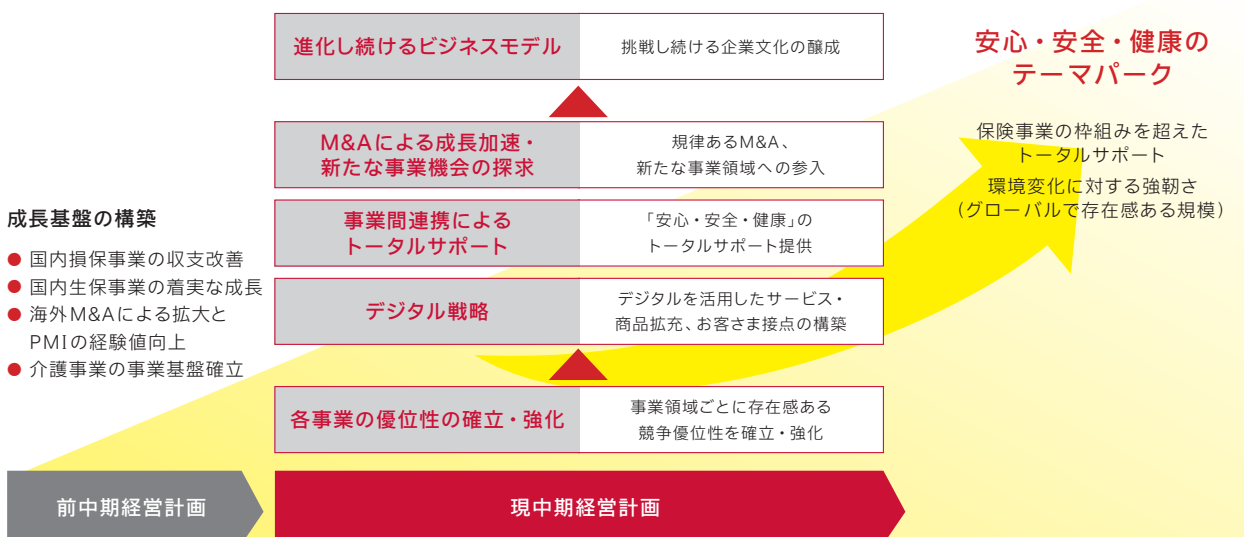 成長基盤の構築
● 国内損保事業の収支改善
● 国内生保事業の着実な成長
● 海外M&Aによる拡大と
PMIの経験値向上
● 介護事業の事業基盤確立
前中期経営計画
進化し続けるビジネスモデル
挑戦し続ける企業文化の醸成
M&Aによる成長加速・
新たな事業機会の探求
規律あるM&A、
新たな事業領域への参入
事業間連携による
トータルサポート
「安心・安全・健康」の
トータルサポート提供
デジタル戦略
デジタルを活用したサービス・
商品拡充、お客さま接点の構築
各事業の優位性の確立・強化
事業領域ごとに存在感ある
競争優位性を確立・強化
現中期経営計画
安心・安全・健康の
テーマパーク
保険事業の枠組みを超えた
トータルサポート
環境変化に対する強靭さ
(グローバルで存在感ある規模)